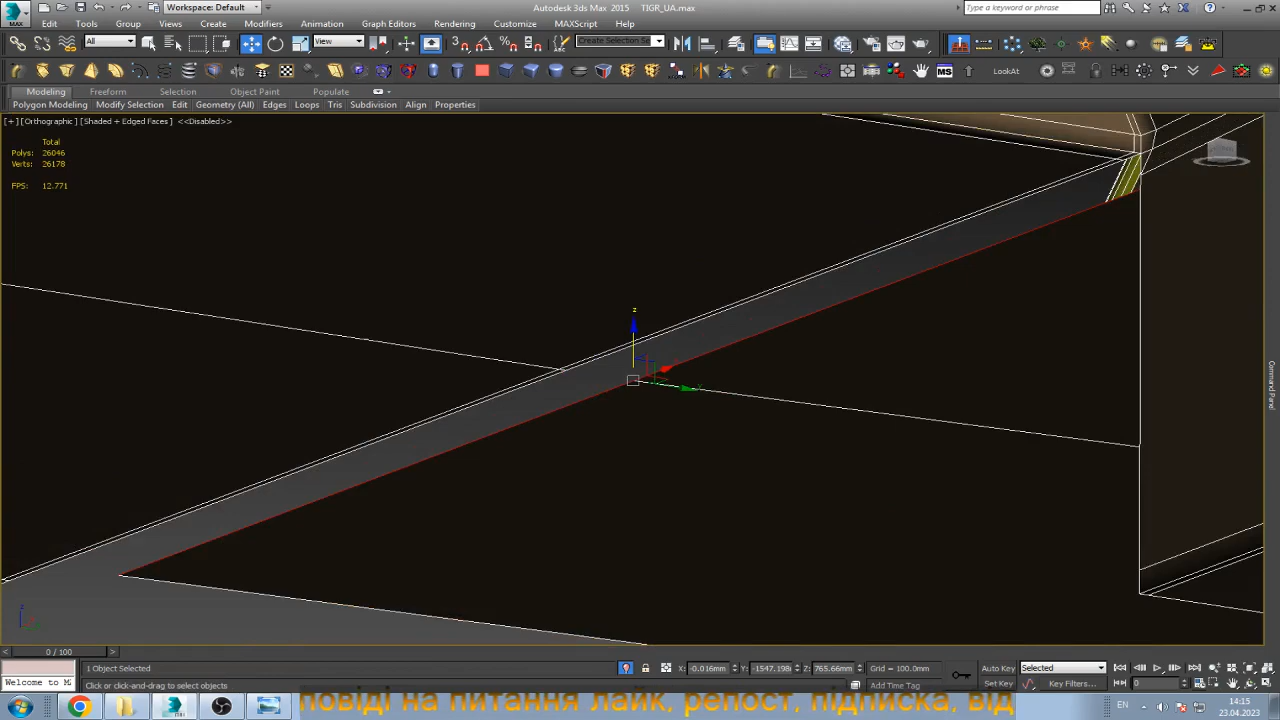 Autodesk 3ds Max 2015    TIGR_UA.max
Workspace: Default
Type a keyword or phrase
MAX
Edit Tools Group Views Create Modifiers Animation Graph Editors Rendering Customize MAXScript Help
All View Create Selection Se
MS LookAt
Modeling Freeform Selection Object Paint Populate
Polygon Modeling Modify Selection Edit Geometry (All) Edges Loops Tris Subdivision Align Properties
[+] [Orthographic] [Shaded + Edged Faces] <<Disabled>>
Total
Polys: 26046
Verts: 26178
FPS: 12.771
z
y
Command Panel
z
0 / 100
1 Object Selected X: -0.016mm Y: -1547.198 Z: 765.66mm Grid = 100.0mm Auto Key Selected
Welcome to M Click or click-and-drag to select objects Add Time Tag Set Key Key Filters... 0
повіді на питання лайк, репост, підписка, від
EN 14:15
23.04.2023